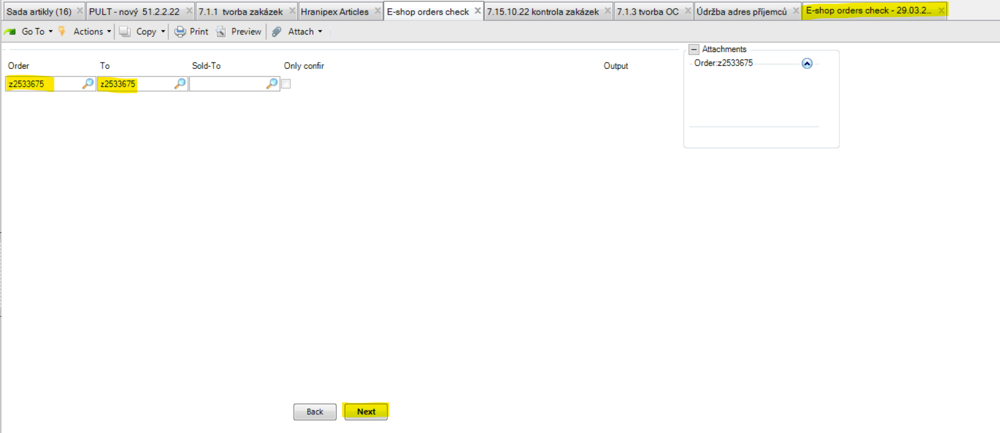 Sada artikly (16) PULT - nový 51.2.2.22 7.1.1 tvorba zakázek Hranipex Articles E-shop orders check 7.15.10.22 kontrola zakázek 7.1.3 tvorba OC Údržba adres příjemců E-shop orders check - 29.03.2...
Go To Actions Copy Print Preview Attach
Attachments
Order:z2533675
Order To Sold-To Only confir Output
z2533675 z2533675
Back Next